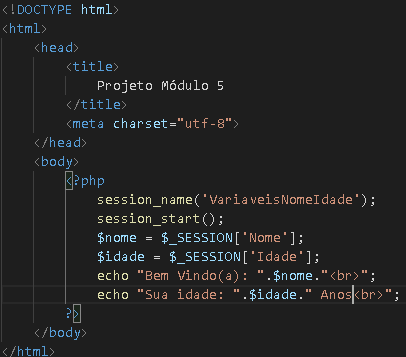 <!DOCTYPE html>
<html>
    <head>
        <title>
            Projeto Módulo 5
        </title>
        <meta charset="utf-8">
    </head>
    <body>
        <?php
            session_name('VariaveisNomeIdade');
            session_start();
            $nome = $_SESSION['Nome'];
            $idade = $_SESSION['Idade'];
            echo "Bem Vindo(a): ".$nome."<br>";
            echo "Sua idade: ".$idade." Anos<br>";
        ?>
    </body>
</html>